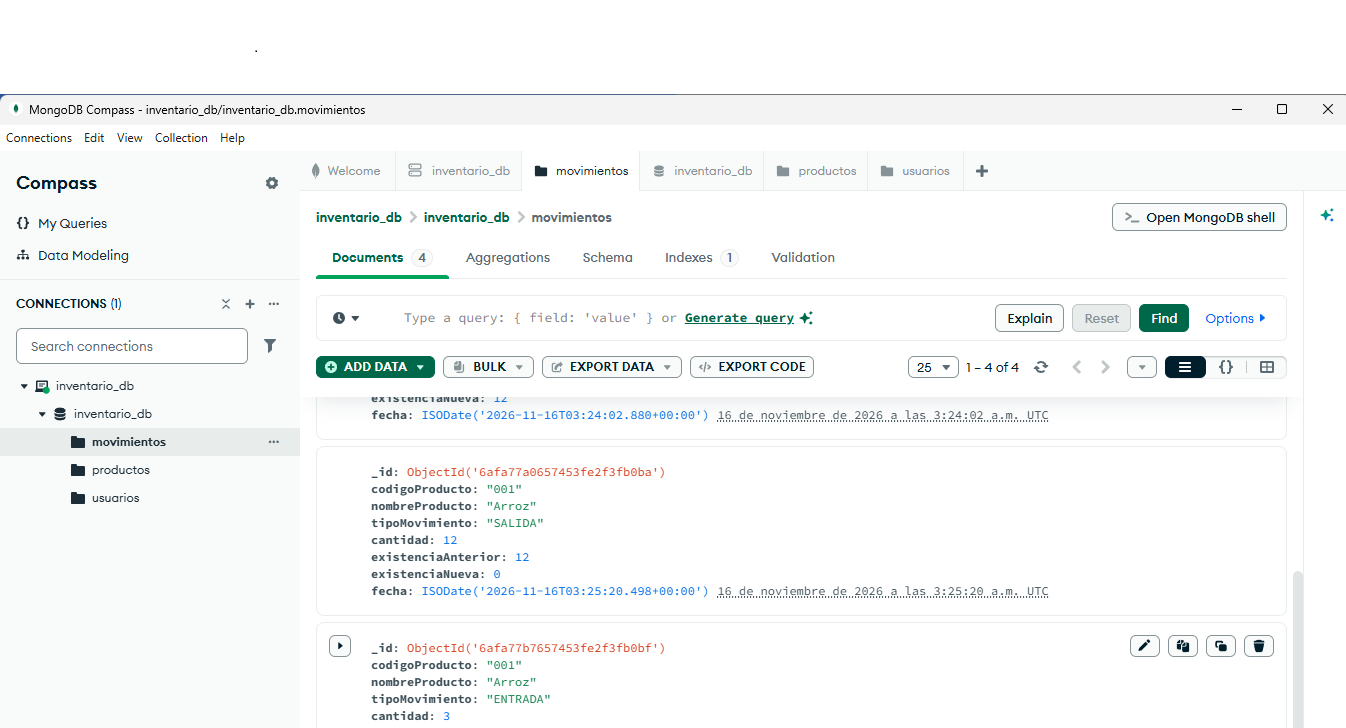 .
MongoDB Compass - inventario_db/inventario_db.movimientos
Connections Edit View Collection Help
Compass
My Queries
Data Modeling
CONNECTIONS (1)
Search connections
inventario_db
inventario_db
movimientos
productos
usuarios
Welcome inventario_db movimientos inventario_db productos usuarios
inventario_db > inventario_db > movimientos
>_ Open MongoDB shell
Documents 4 Aggregations Schema Indexes 1 Validation
Type a query: { field: 'value' } or Generate query
Explain Reset Find Options
ADD DATA BULK EXPORT DATA EXPORT CODE
25 1 – 4 of 4
existenciaNueva: 12
fecha: ISODate('2026-11-16T03:24:02.880+00:00') 16 de noviembre de 2026 a las 3:24:02 a.m. UTC
_id: ObjectId('6afa77a0657453fe2f3fb0ba')
codigoProducto: "001"
nombreProducto: "Arroz"
tipoMovimiento: "SALIDA"
cantidad: 12
existenciaAnterior: 12
existenciaNueva: 0
fecha: ISODate('2026-11-16T03:25:20.498+00:00') 16 de noviembre de 2026 a las 3:25:20 a.m. UTC
_id: ObjectId('6afa77b7657453fe2f3fb0bf')
codigoProducto: "001"
nombreProducto: "Arroz"
tipoMovimiento: "ENTRADA"
cantidad: 3